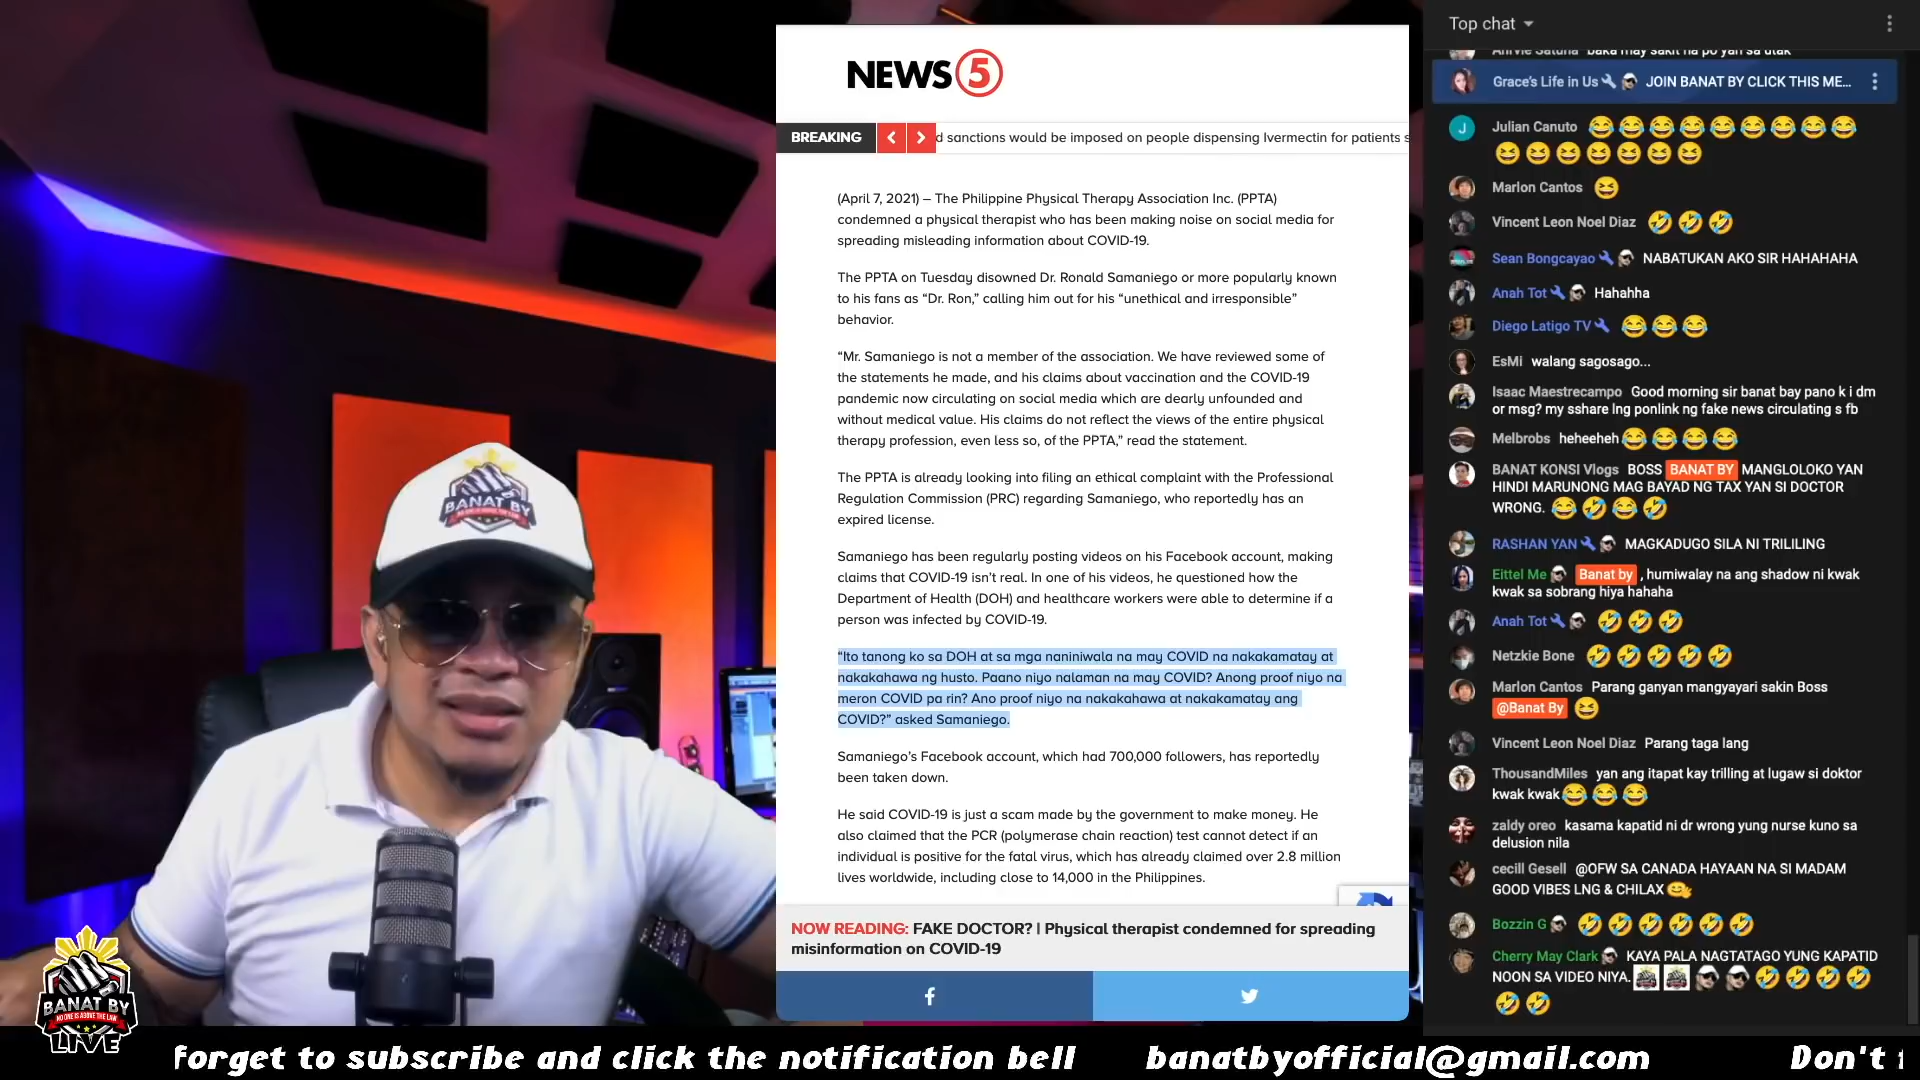 NEWS 5
BREAKING
d sanctions would be imposed on people dispensing Ivermectin for patients s
(April 7, 2021) – The Philippine Physical Therapy Association Inc. (PPTA)
condemned a physical therapist who has been making noise on social media for
spreading misleading information about COVID-19.
The PPTA on Tuesday disowned Dr. Ronald Samaniego or more popularly known
to his fans as “Dr. Ron,” calling him out for his “unethical and irresponsible”
behavior.
“Mr. Samaniego is not a member of the association. We have reviewed some of
the statements he made, and his claims about vaccination and the COVID-19
pandemic now circulating on social media which are dearly unfounded and
without medical value. His claims do not reflect the views of the entire physical
therapy profession, even less so, of the PPTA,” read the statement.
The PPTA is already looking into filing an ethical complaint with the Professional
Regulation Commission (PRC) regarding Samaniego, who reportedly has an
expired license.
Samaniego has been regularly posting videos on his Facebook account, making
claims that COVID-19 isn’t real. In one of his videos, he questioned how the
Department of Health (DOH) and healthcare workers were able to determine if a
person was infected by COVID-19.
“Ito tanong ko sa DOH at sa mga naniniwala na may COVID na nakakamatay at
nakakahawa ng husto. Paano niyo nalaman na may COVID? Anong proof niyo na
meron COVID pa rin? Ano proof niyo na nakakahawa at nakakamatay ang
COVID?” asked Samaniego.
Samaniego’s Facebook account, which had 700,000 followers, has reportedly
been taken down.
He said COVID-19 is just a scam made by the government to make money. He
also claimed that the PCR (polymerase chain reaction) test cannot detect if an
individual is positive for the fatal virus, which has already claimed over 2.8 million
lives worldwide, including close to 14,000 in the Philippines.
NOW READING: FAKE DOCTOR? | Physical therapist condemned for spreading
misinformation on COVID-19
Top chat
baka may sakit na po yan sa utak
Grace’s Life in Us JOIN BANAT BY CLICK THIS ME...
J Julian Canuto 😂😂😂😂😂😂😂😂😂
😆😆😆😆😆😆😆
Marlon Cantos 😆
Vincent Leon Noel Diaz 🤣🤣🤣
Sean Bongcayao NABATUKAN AKO SIR HAHAHAHA
Anah Tot Hahahha
Diego Latigo TV 😂😂😂
EsMi walang sagosago...
Isaac Maestrecampo Good morning sir banat bay pano k i dm
or msg? my sshare lng ponlink ng fake news circulating s fb
Melbrobs heheeheh😂😂😂😂
BANAT KONSI Vlogs BOSS BANAT BY MANGLOLOKO YAN
HINDI MARUNONG MAG BAYAD NG TAX YAN SI DOCTOR
WRONG. 😂🤣😂🤣
RASHAN YAN MAGKADUGO SILA NI TRILILING
Eittel Me Banat by , humiwalay na ang shadow ni kwak
kwak sa sobrang hiya hahaha
Anah Tot 🤣🤣🤣
Netzkie Bone 🤣🤣🤣🤣🤣
Marlon Cantos Parang ganyan mangyayari sakin Boss
@Banat By 😆
Vincent Leon Noel Diaz Parang taga lang
ThousandMiles yan ang itapat kay trilling at lugaw si doktor
kwak kwak😂😂😂
zaldy oreo kasama kapatid ni dr wrong yung nurse kuno sa
delusion nila
cecill Gesell @OFW SA CANADA HAYAAN NA SI MADAM
GOOD VIBES LNG & CHILAX
Bozzin G 🤣🤣🤣🤣🤣🤣
Cherry May Clark KAYA PALA NAGTATAGO YUNG KAPATID
NOON SA VIDEO NIYA. 🤣🤣🤣🤣
🤣🤣
BANAT BY
NO ONE IS ABOVE THE LAW
BANAT BY
NO ONE IS ABOVE THE LAW
LIVE
forget to subscribe and click the notification bell banatbyofficial@gmail.com Don't